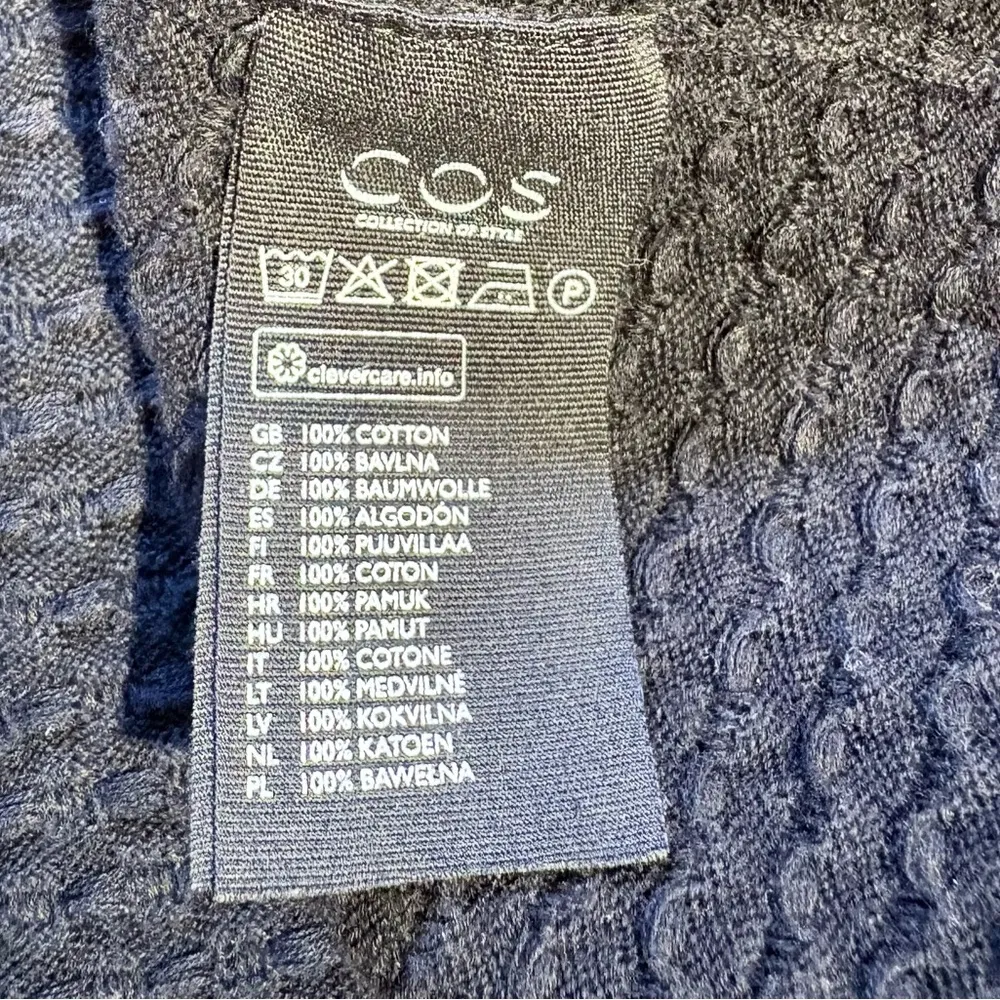 COS
COLLECTION OF STYLE
30 P
clevercare.info
GB 100% COTTON
CZ 100% BAVLNA
DE 100% BAUMWOLLE
ES 100% ALGODÓN
FI 100% PUUVILLAA
FR 100% COTON
HR 100% PAMUK
HU 100% PAMUT
IT 100% COTONE
LT 100% MEDVILNĖ
LV 100% KOKVILNA
NL 100% KATOEN
PL 100% BAWEŁNA